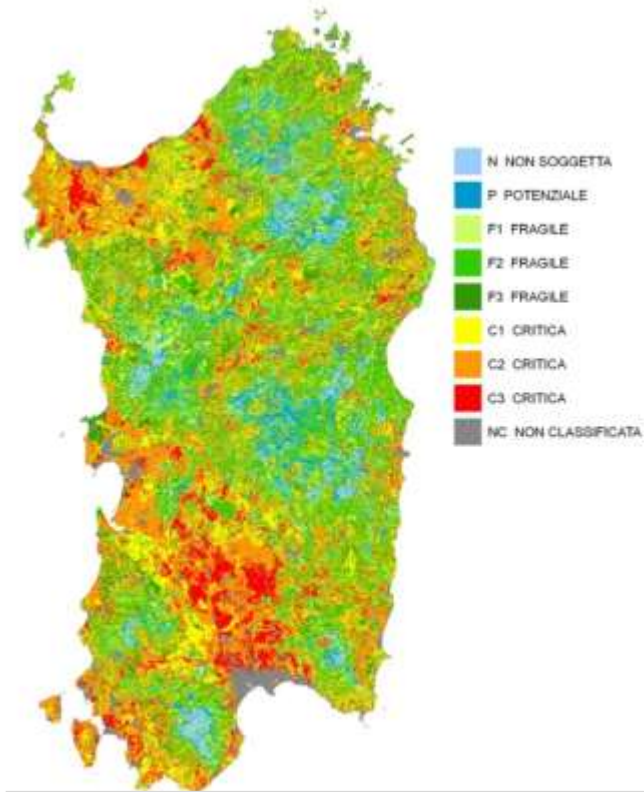 N NON SOGGETTA
P POTENZIALE
F1 FRAGILE
F2 FRAGILE
F3 FRAGILE
C1 CRITICA
C2 CRITICA
C3 CRITICA
NC NON CLASSIFICATA